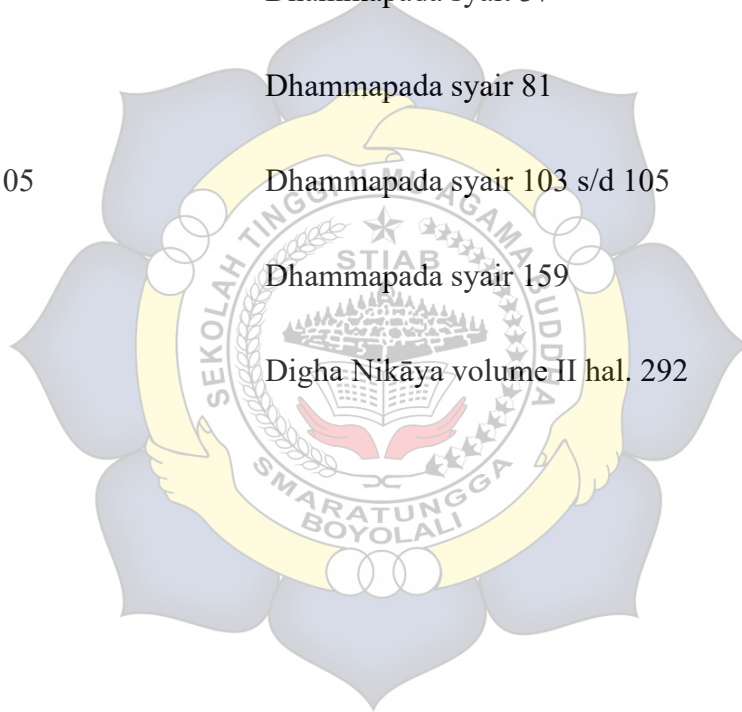 Dhammapada syair 81
05 Dhammapada syair 103 s/d 105
Dhammapada syair 159
Digha Nikāya volume II hal. 292
SEKOLAH TINGGI ILMU AGAMA BUDDHA
STIAB
SMARATUNGGA
BOYOLALI